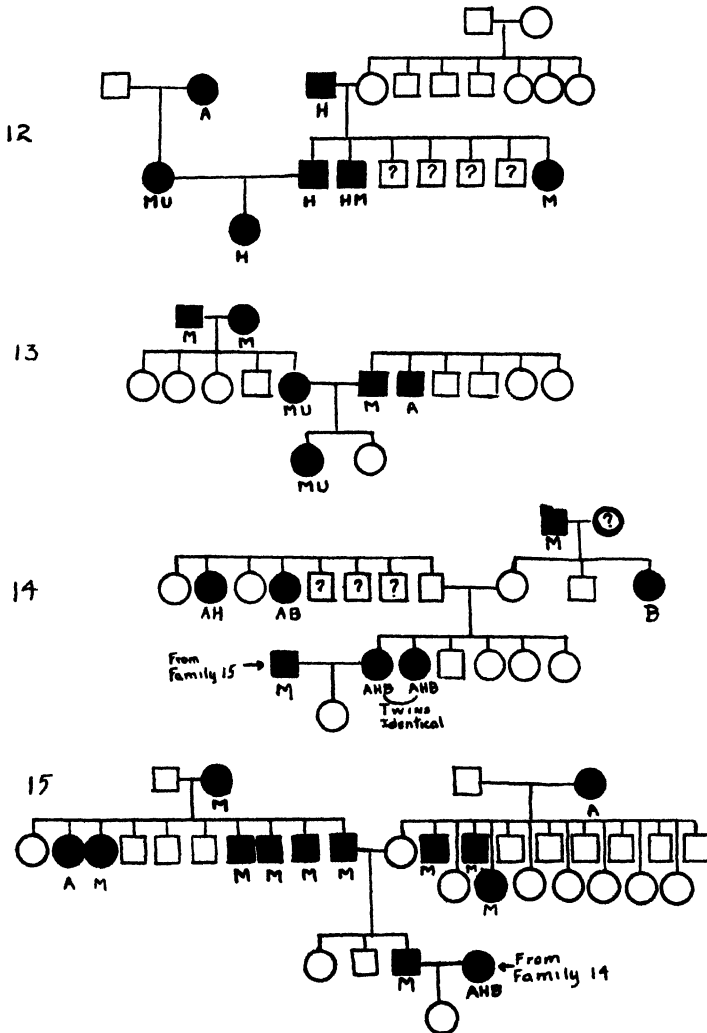 12
A
H
MU
H
HM
?
?
?
?
M
H
13
M
M
MU
M
A
MU
14
M
?
AH
AB
?
?
?
B
From
Family 15
M
AHB
AHB
Twins
Identical
15
M
A
A
M
M
M
M
M
M
M
M
M
AHB
From
Family 14